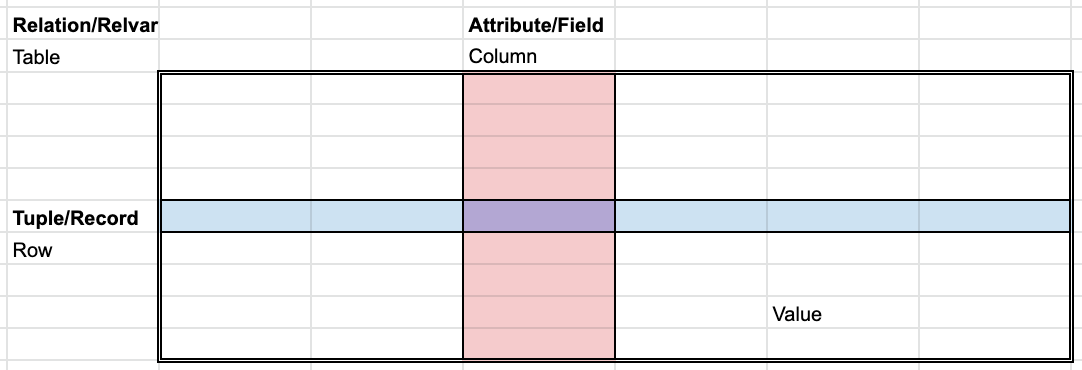 Relation/Relvar
Attribute/Field
Table
Column
Tuple/Record
Row
Value